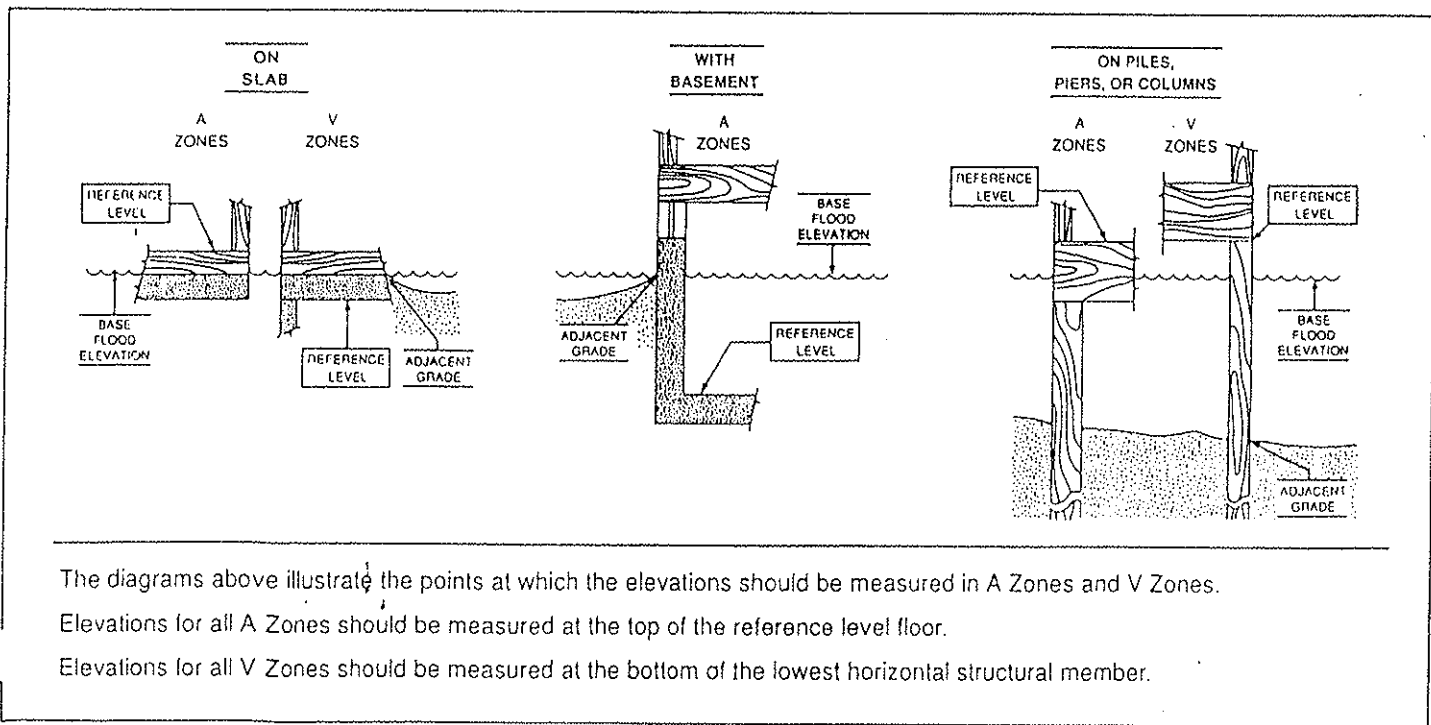 ON
SLAB
A
ZONES
V
ZONES
REFERENCE
LEVEL
BASE
FLOOD
ELEVATION
REFERENCE
LEVEL
ADJACENT
GRADE
WITH
BASEMENT
A
ZONES
BASE
FLOOD
ELEVATION
ADJACENT
GRADE
REFERENCE
LEVEL
ON PILES,
PIERS, OR COLUMNS
A
ZONES
V
ZONES
REFERENCE
LEVEL
REFERENCE
LEVEL
BASE
FLOOD
ELEVATION
ADJACENT
GRADE
The diagrams above illustrate the points at which the elevations should be measured in A Zones and V Zones.
Elevations for all A Zones should be measured at the top of the reference level floor.
Elevations for all V Zones should be measured at the bottom of the lowest horizontal structural member.